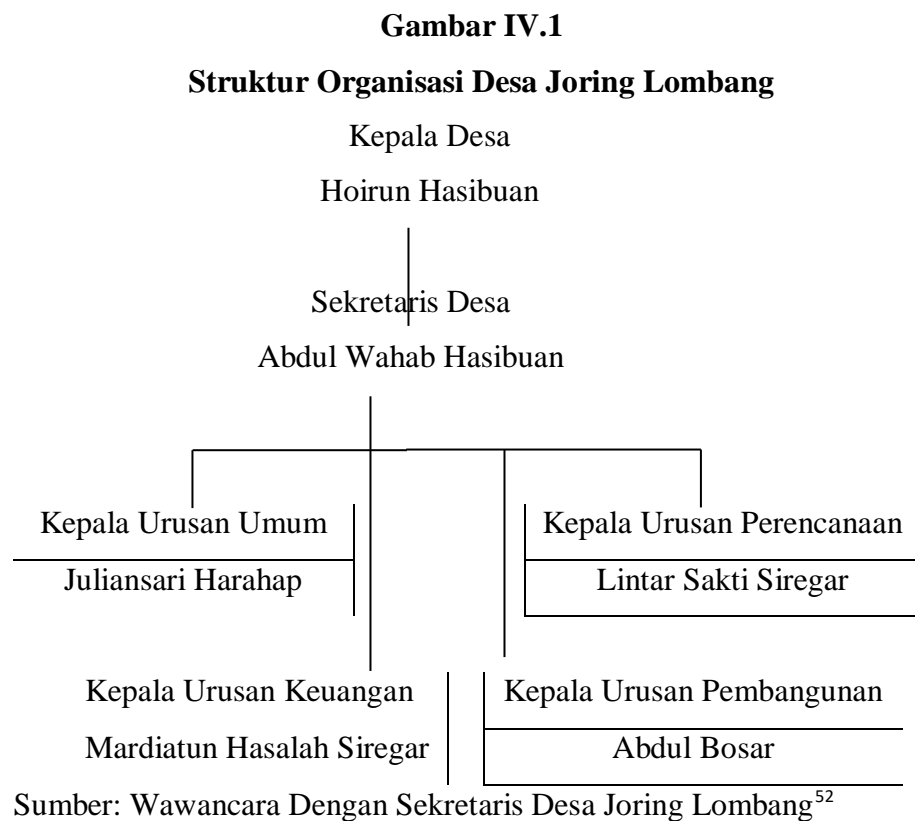 Gambar IV.1
Struktur Organisasi Desa Joring Lombang
Kepala Desa
Hoirun Hasibuan
Sekretaris Desa
Abdul Wahab Hasibuan
Kepala Urusan Umum
Juliansari Harahap
Kepala Urusan Perencanaan
Lintar Sakti Siregar
Kepala Urusan Keuangan
Mardiatun Hasalah Siregar
Kepala Urusan Pembangunan
Abdul Bosar
Sumber: Wawancara Dengan Sekretaris Desa Joring Lombang52